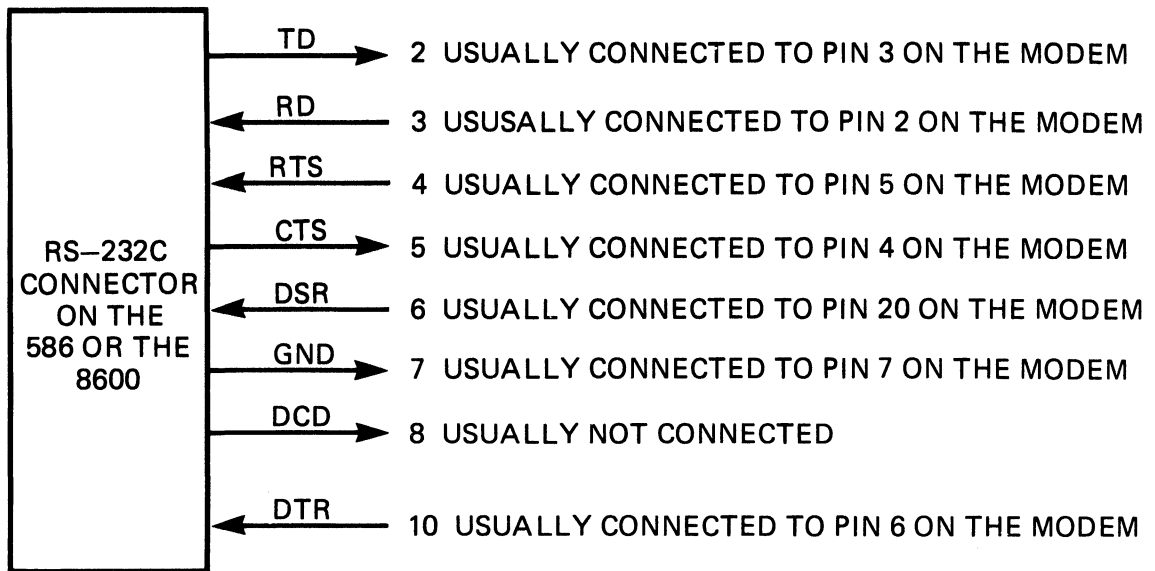 RS–232C
CONNECTOR
ON THE
586 OR THE
8600
TD 2 USUALLY CONNECTED TO PIN 3 ON THE MODEM
RD 3 USUSALLY CONNECTED TO PIN 2 ON THE MODEM
RTS 4 USUALLY CONNECTED TO PIN 5 ON THE MODEM
CTS 5 USUALLY CONNECTED TO PIN 4 ON THE MODEM
DSR 6 USUALLY CONNECTED TO PIN 20 ON THE MODEM
GND 7 USUALLY CONNECTED TO PIN 7 ON THE MODEM
DCD 8 USUALLY NOT CONNECTED
DTR 10 USUALLY CONNECTED TO PIN 6 ON THE MODEM